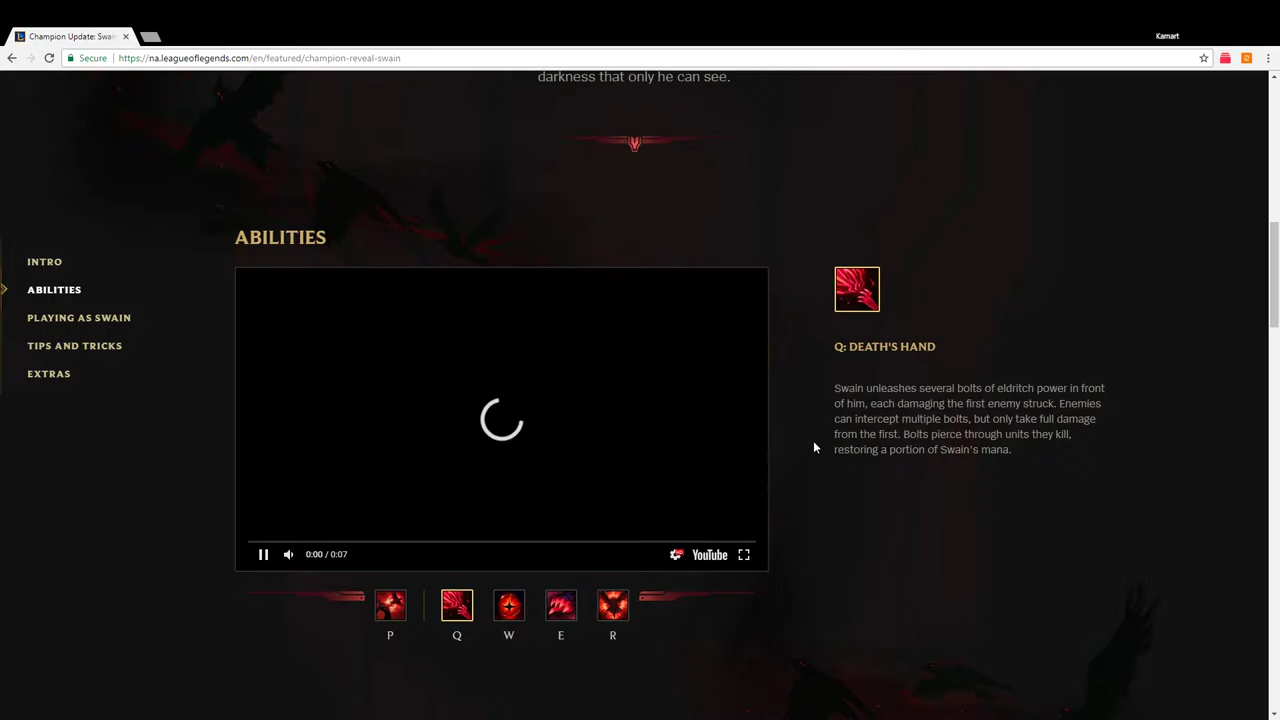 Champion Update: Swai
Kamart
Secure
https://na.leagueoflegends.com/en/featured/champion-reveal-swain
darkness that only he can see.
ABILITIES
INTRO
ABILITIES
PLAYING AS SWAIN
TIPS AND TRICKS
EXTRAS
Q: DEATH'S HAND
Swain unleashes several bolts of eldritch power in front
of him, each damaging the first enemy struck. Enemies
can intercept multiple bolts, but only take full damage
from the first. Bolts pierce through units they kill,
restoring a portion of Swain's mana.
0:00 / 0:07
HD
YouTube
P
Q
W
E
R